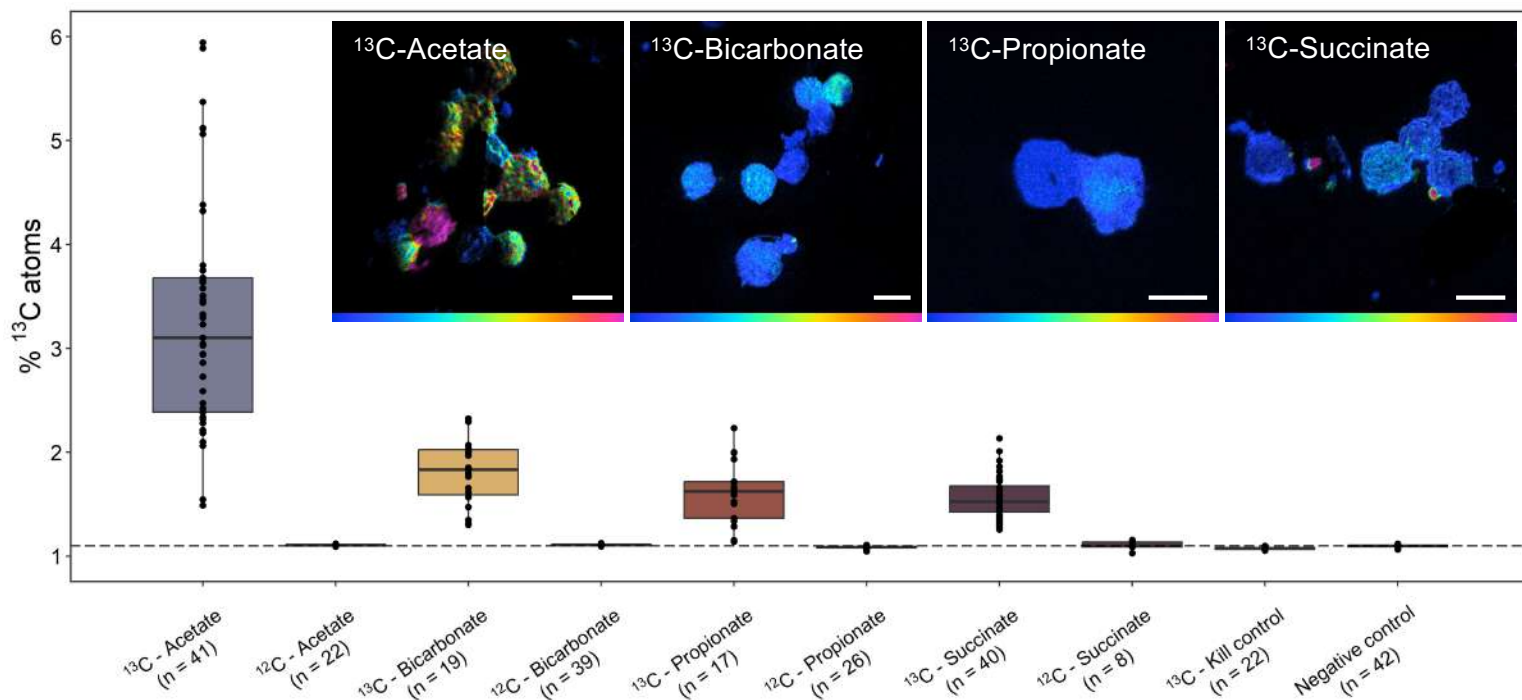 ¹³C-Acetate
¹³C-Bicarbonate
¹³C-Propionate
¹³C-Succinate
% ¹³C atoms
6
5
4
3
2
1
¹³C - Acetate
(n = 41)
¹²C - Acetate
(n = 22)
¹³C - Bicarbonate
(n = 19)
¹²C - Bicarbonate
(n = 39)
¹³C - Propionate
(n = 17)
¹²C - Propionate
(n = 26)
¹³C - Succinate
(n = 40)
¹²C - Succinate
(n = 8)
¹³C - Kill control
(n = 22)
Negative control
(n = 42)